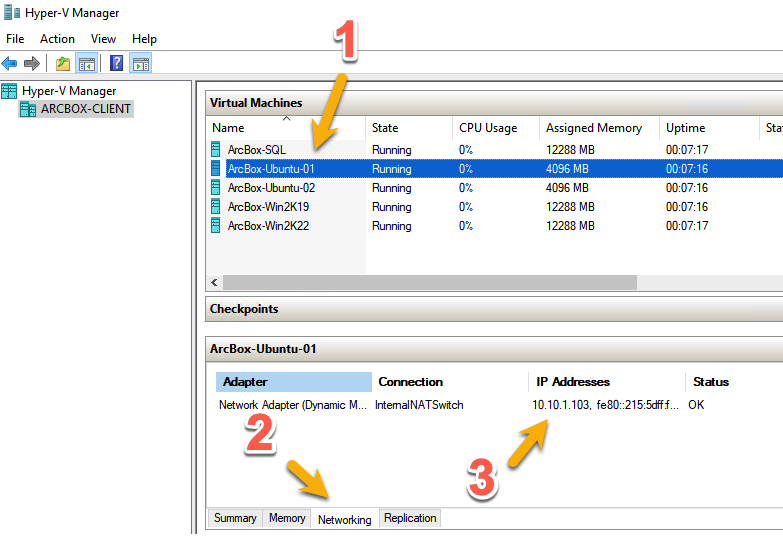 Hyper-V Manager
File Action View Help
1
Hyper-V Manager
ARCBOX-CLIENT
Virtual Machines
Name State CPU Usage Assigned Memory Uptime Sta
ArcBox-SQL Running 0% 12288 MB 00:07:17
ArcBox-Ubuntu-01 Running 0% 4096 MB 00:07:16
ArcBox-Ubuntu-02 Running 0% 4096 MB 00:07:16
ArcBox-Win2K19 Running 0% 12288 MB 00:07:16
ArcBox-Win2K22 Running 0% 12288 MB 00:07:17
Checkpoints
ArcBox-Ubuntu-01
Adapter Connection IP Addresses Status
Network Adapter (Dynamic M... InternalNATSwitch 10.10.1.103, fe80::215:5dff:f... OK
2
3
Summary Memory Networking Replication